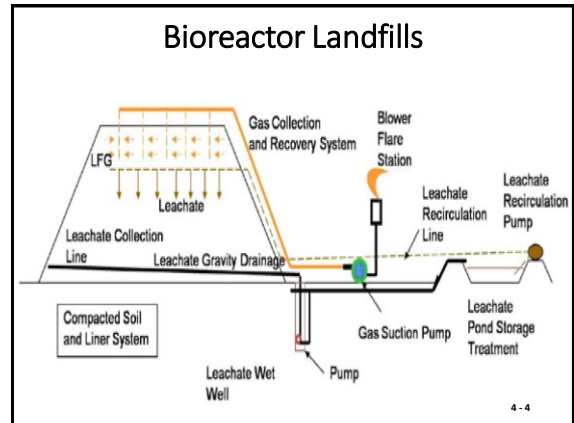 Bioreactor Landfills
Gas Collection
and Recovery System
Blower
Flare
Station
LFG
Leachate
Leachate
Recirculation
Line
Leachate
Recirculation
Pump
Leachate Collection
Line
Leachate Gravity Drainage
Compacted Soil
and Liner System
Gas Suction Pump
Leachate
Pond Storage
Treatment
Leachate Wet
Well
Pump
4 - 4